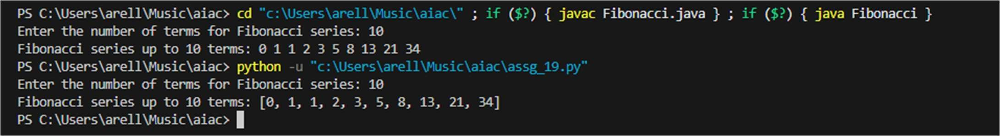 PS C:\Users\arell\Music\aiac> cd "c:\Users\arell\Music\aiac\" ; if ($?) { javac Fibonacci.java } ; if ($?) { java Fibonacci }
Enter the number of terms for Fibonacci series: 10
Fibonacci series up to 10 terms: 0 1 1 2 3 5 8 13 21 34
PS C:\Users\arell\Music\aiac> python -u "c:\Users\arell\Music\aiac\assg_19.py"
Enter the number of terms for Fibonacci series: 10
Fibonacci series up to 10 terms: [0, 1, 1, 2, 3, 5, 8, 13, 21, 34]
PS C:\Users\arell\Music\aiac>